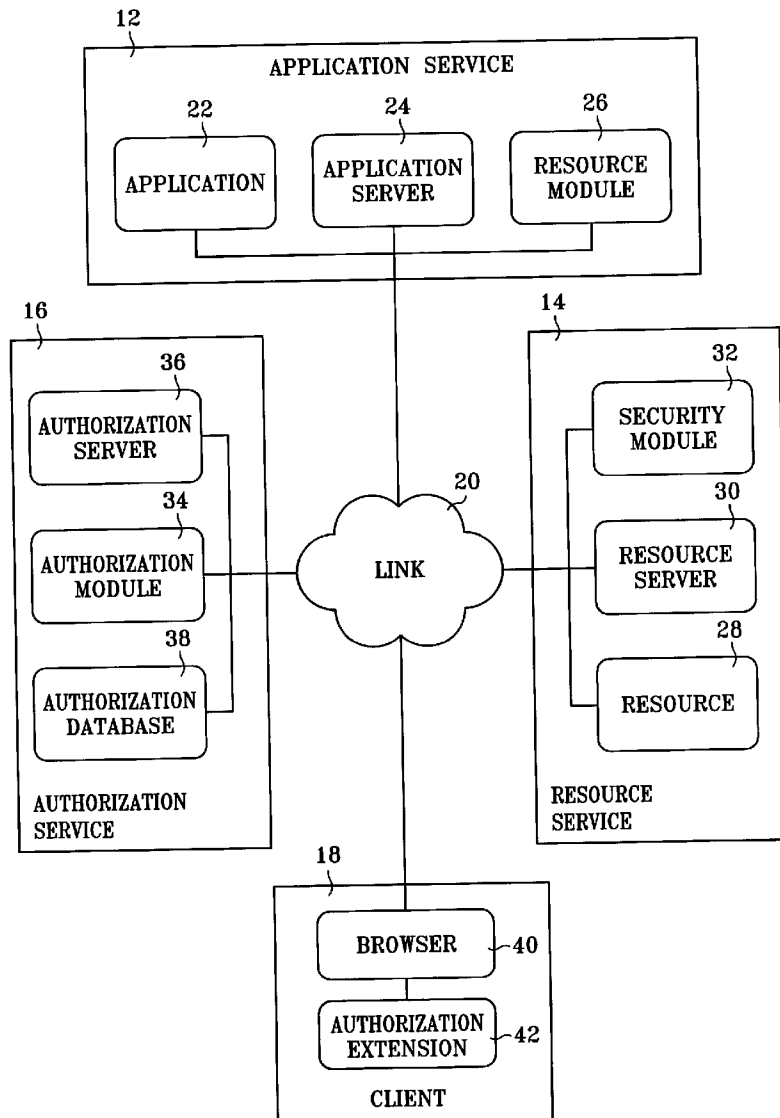 12
APPLICATION SERVICE
22
24
26
APPLICATION
APPLICATION
SERVER
RESOURCE
MODULE
16
14
36
AUTHORIZATION
SERVER
34
AUTHORIZATION
MODULE
38
AUTHORIZATION
DATABASE
AUTHORIZATION
SERVICE
20
LINK
32
SECURITY
MODULE
30
RESOURCE
SERVER
28
RESOURCE
RESOURCE
SERVICE
18
BROWSER
40
AUTHORIZATION
EXTENSION
42
CLIENT